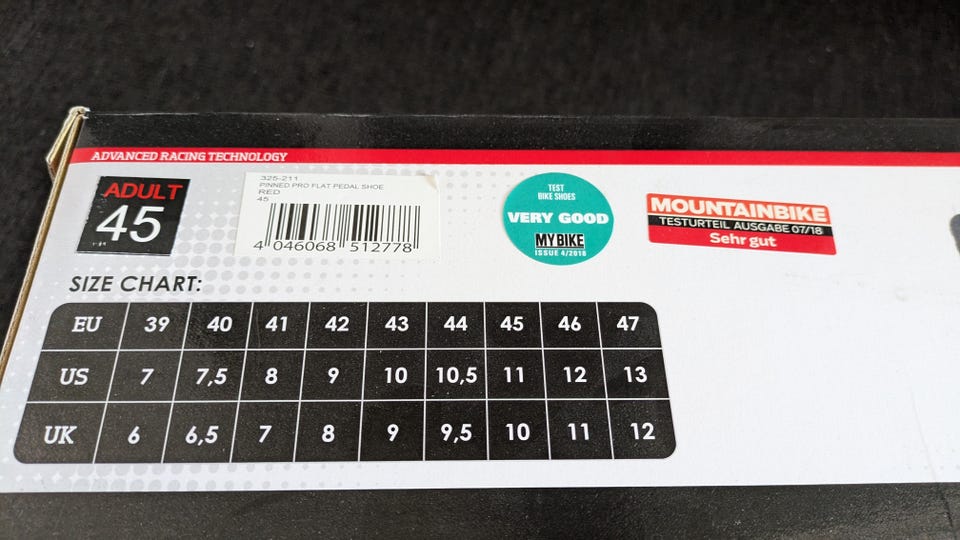 ADVANCED RACING TECHNOLOGY
ADULT
45
325-211
PINNED PRO FLAT PEDAL SHOE
RED
45
4 046068 512778
TEST
BIKE SHOES
VERY GOOD
MYBIKE
ISSUE 4/2018
MOUNTAINBIKE
TESTURTEIL AUSGABE 07/18
Sehr gut
SIZE CHART:
EU 39 40 41 42 43 44 45 46 47
US 7 7,5 8 9 10 10,5 11 12 13
UK 6 6,5 7 8 9 9,5 10 11 12